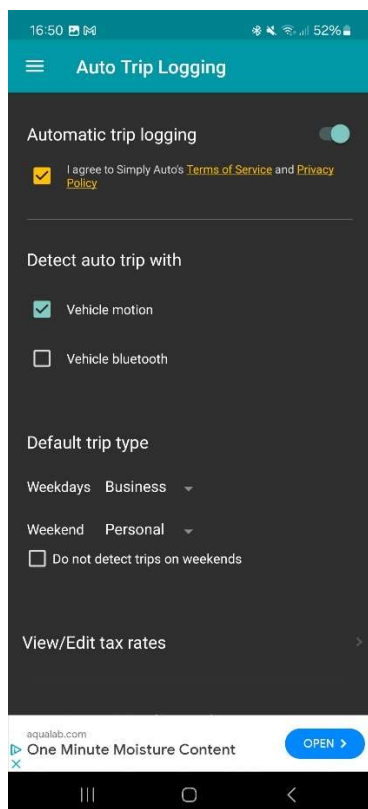 16:50 52%
Auto Trip Logging
Automatic trip logging
I agree to Simply Auto's Terms of Service and Privacy
Policy
Detect auto trip with
Vehicle motion
Vehicle bluetooth
Default trip type
Weekdays Business
Weekend Personal
Do not detect trips on weekends
View/Edit tax rates
aqualab.com
One Minute Moisture Content
OPEN >